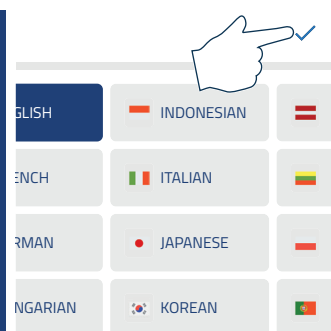 GLISH INDONESIAN
ENCH ITALIAN
RMAN JAPANESE
NGARIAN KOREAN